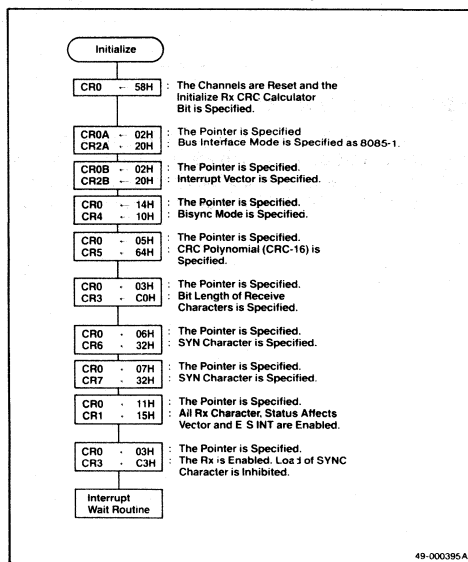 Initialize
CR0 ← 58H : The Channels are Reset and the
Initialize Rx CRC Calculator
Bit is Specified.
CR0A ← 02H : The Pointer is Specified
CR2A · 20H : Bus Interface Mode is Specified as 8085-1.
CR0B ← 02H : The Pointer is Specified.
CR2B ← 20H : Interrupt Vector is Specified.
CR0 ← 14H : The Pointer is Specified.
CR4 ← 10H : Bisync Mode is Specified.
CR0 · 05H : The Pointer is Specified.
CR5 · 64H : CRC Polynomial (CRC-16) is
Specified.
CR0 · 03H : The Pointer is Specified.
CR3 · C0H : Bit Length of Receive
Characters is Specified.
CR0 · 06H : The Pointer is Specified.
CR6 · 32H : SYN Character is Specified.
CR0 · 07H : The Pointer is Specified.
CR7 · 32H : SYN Character is Specified.
CR0 · 11H : The Pointer is Specified.
CR1 · 15H : All Rx Character, Status Affects
Vector and E S INT are Enabled.
CR0 · 03H : The Pointer is Specified.
CR3 · C3H : The Rx is Enabled. Load of SYNC
Character is Inhibited.
Interrupt
Wait Routine
49-000395A